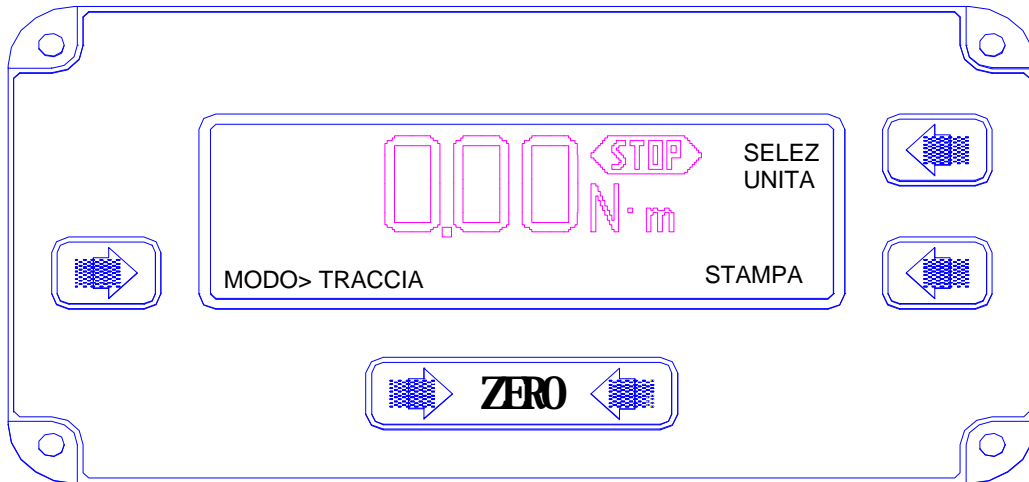 0.00
STOP
N·m
SELEZ
UNITA
MODO> TRACCIA
STAMPA
ZERO